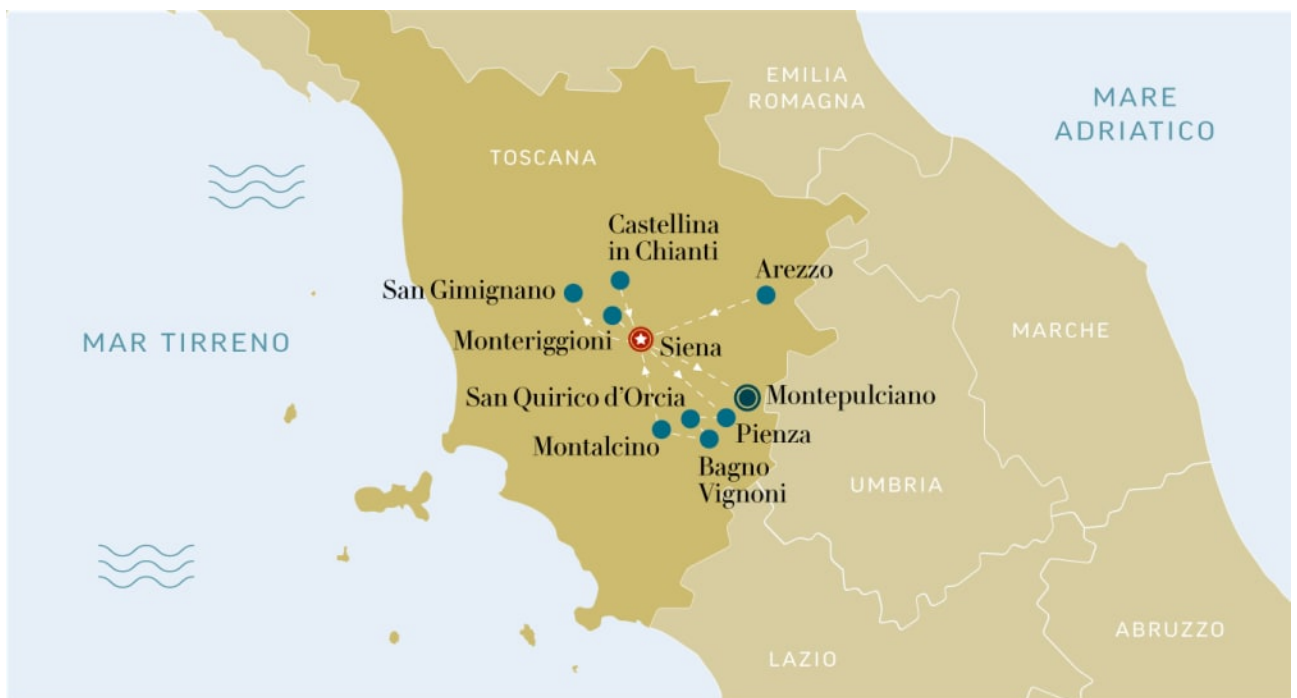 EMILIA
ROMAGNA
MARE
ADRIATICO
TOSCANA
Castellina
in Chianti
Arezzo
San Gimignano
MARCHE
MAR TIRRENO
Monteriggioni
Siena
San Quirico d'Orcia
Montepulciano
Montalcino
Pienza
Bagno
Vignoni
UMBRIA
ABRUZZO
LAZIO